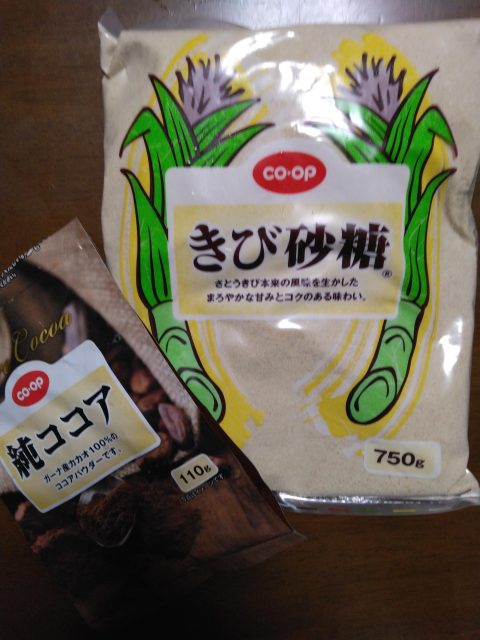 CO・OP
きび砂糖®
さとうきび本来の風味を生かした
まろやかな甘みとコクのある味わい。
750g
Cocoa
CO・OP
純ココア
ガーナ産カカオ100%の
ココアパウダーです。
110g